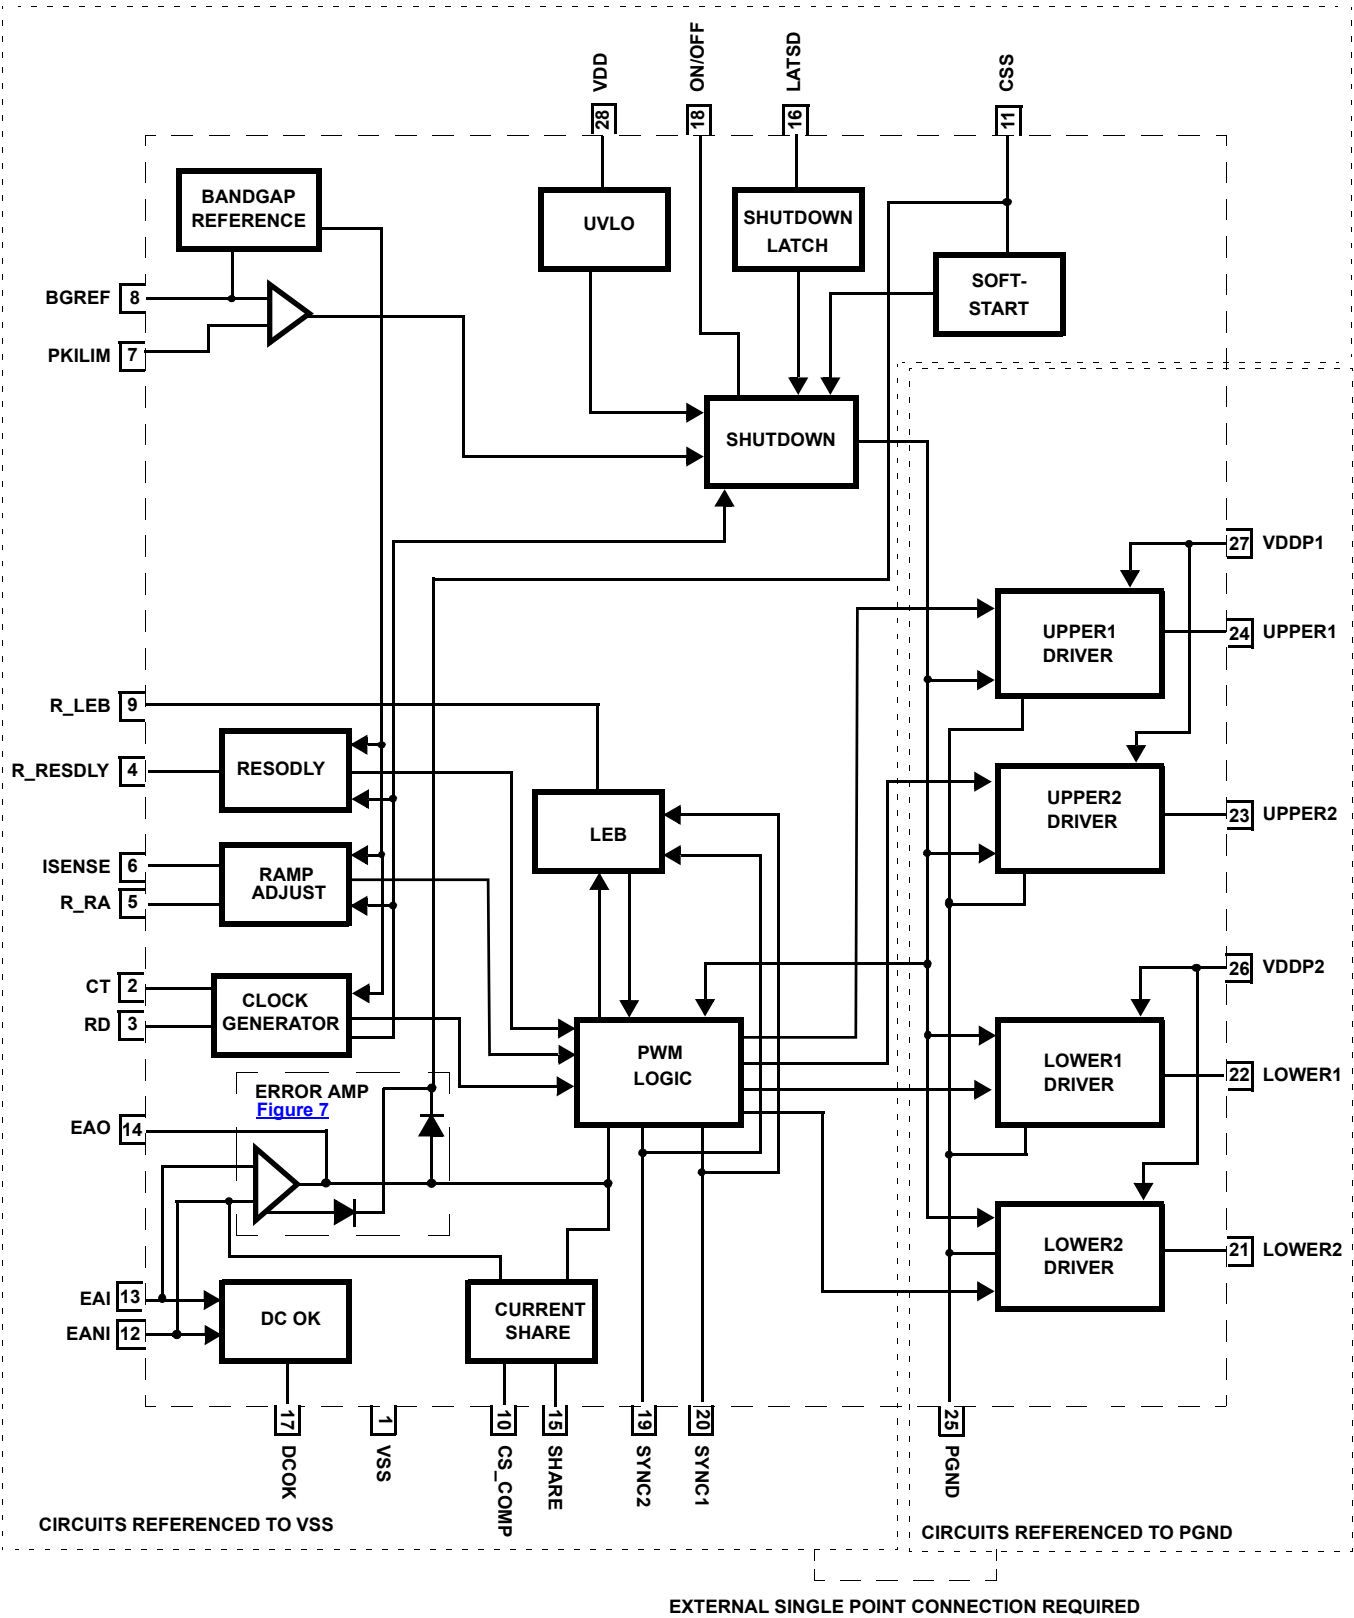 VDD
ON/OFF
LATSD
CSS
28
18
16
11
BANDGAP
REFERENCE
UVLO
SHUTDOWN
LATCH
SOFT-
START
BGREF 8
PKILIM 7
SHUTDOWN
27 VDDP1
UPPER1
DRIVER
24 UPPER1
R_LEB 9
R_RESDLY 4
RESODLY
LEB
UPPER2
DRIVER
23 UPPER2
ISENSE 6
R_RA 5
RAMP
ADJUST
26 VDDP2
CT 2
RD 3
CLOCK
GENERATOR
PWM
LOGIC
LOWER1
DRIVER
22 LOWER1
ERROR AMP
Figure 7
EAO 14
LOWER2
DRIVER
21 LOWER2
EAI 13
EANI 12
DC OK
CURRENT
SHARE
17
1
10
15
19
20
25
DCOK
VSS
CS_COMP
SHARE
SYNC2
SYNC1
PGND
CIRCUITS REFERENCED TO VSS
CIRCUITS REFERENCED TO PGND
EXTERNAL SINGLE POINT CONNECTION REQUIRED